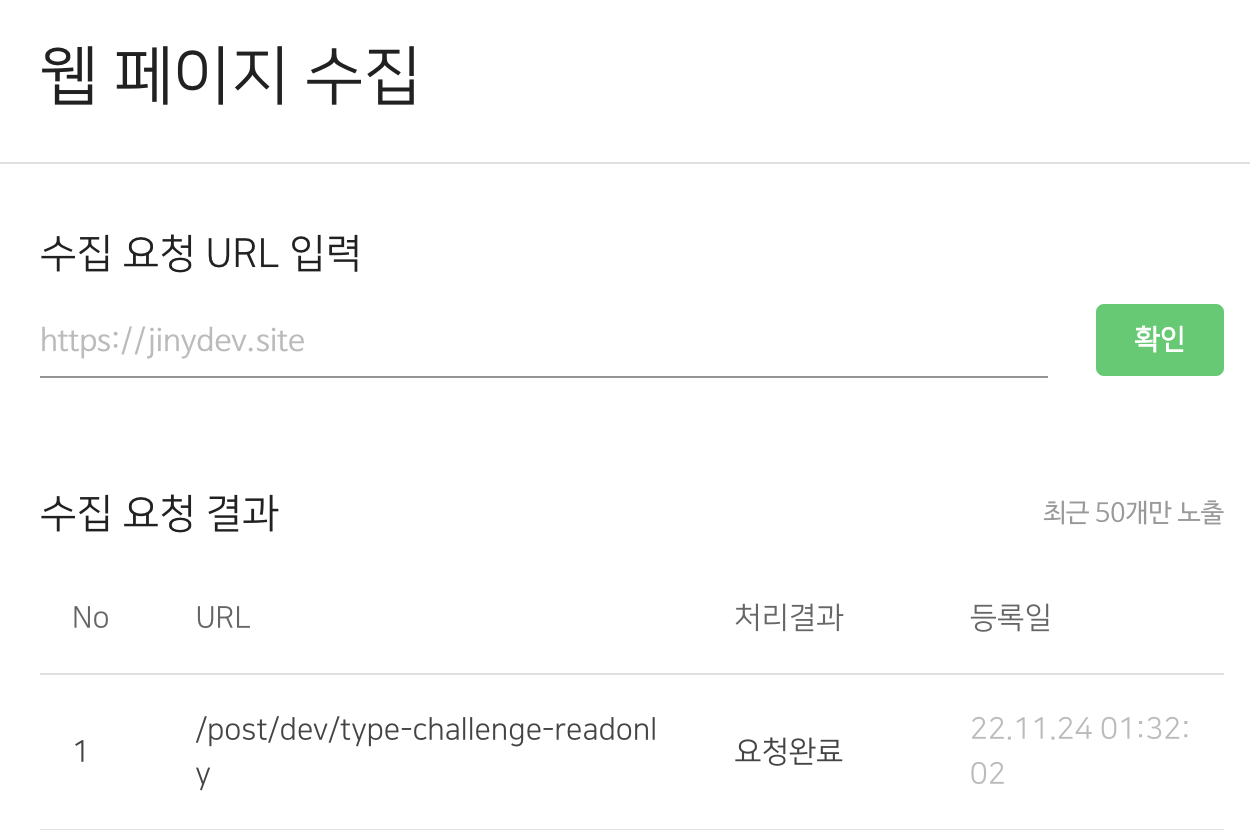 웹 페이지 수집
수집 요청 URL 입력
https://jinydev.site
확인
수집 요청 결과
최근 50개만 노출
No URL 처리결과 등록일
1 /post/dev/type-challenge-readonl 요청완료 22.11.24 01:32:
y 02